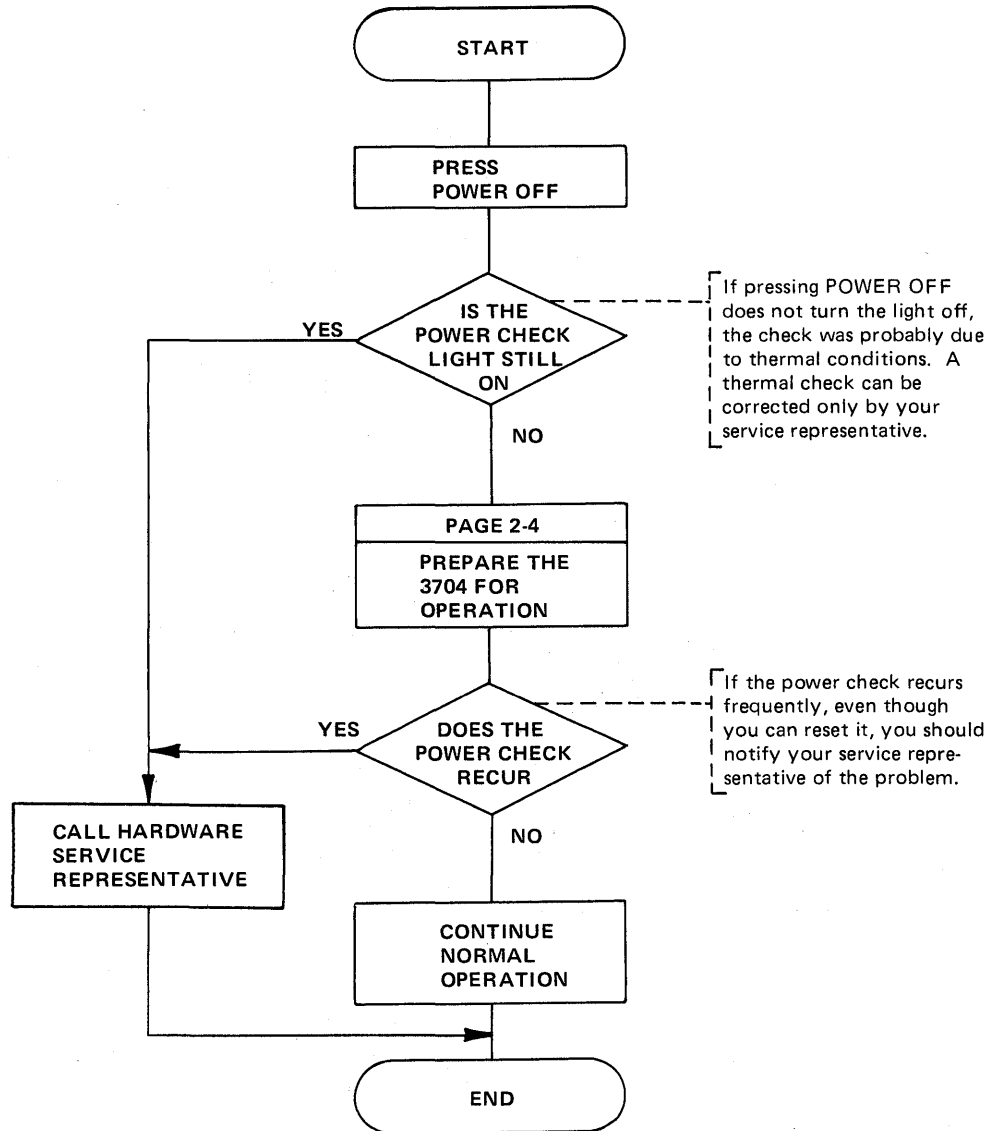 START
PRESS
POWER OFF
IS THE
POWER CHECK
LIGHT STILL
ON
YES
NO
If pressing POWER OFF
does not turn the light off,
the check was probably due
to thermal conditions. A
thermal check can be
corrected only by your
service representative.
PAGE 2-4
PREPARE THE
3704 FOR
OPERATION
DOES THE
POWER CHECK
RECUR
YES
NO
If the power check recurs
frequently, even though
you can reset it, you should
notify your service repre-
sentative of the problem.
CALL HARDWARE
SERVICE
REPRESENTATIVE
CONTINUE
NORMAL
OPERATION
END